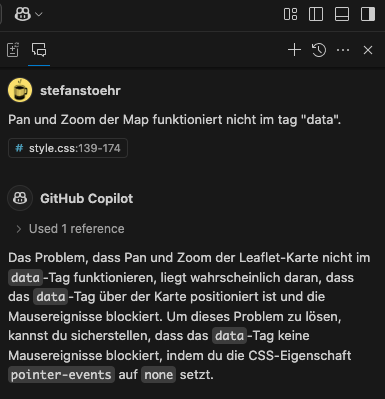 stefanstoehr
Pan und Zoom der Map funktioniert nicht im tag "data".
# style.css:139-174
GitHub Copilot
> Used 1 reference
Das Problem, dass Pan und Zoom der Leaflet-Karte nicht im
data-Tag funktionieren, liegt wahrscheinlich daran, dass
das data-Tag über der Karte positioniert ist und die
Mausereignisse blockiert. Um dieses Problem zu lösen,
kannst du sicherstellen, dass das data-Tag keine
Mausereignisse blockiert, indem du die CSS-Eigenschaft
pointer-events auf none setzt.